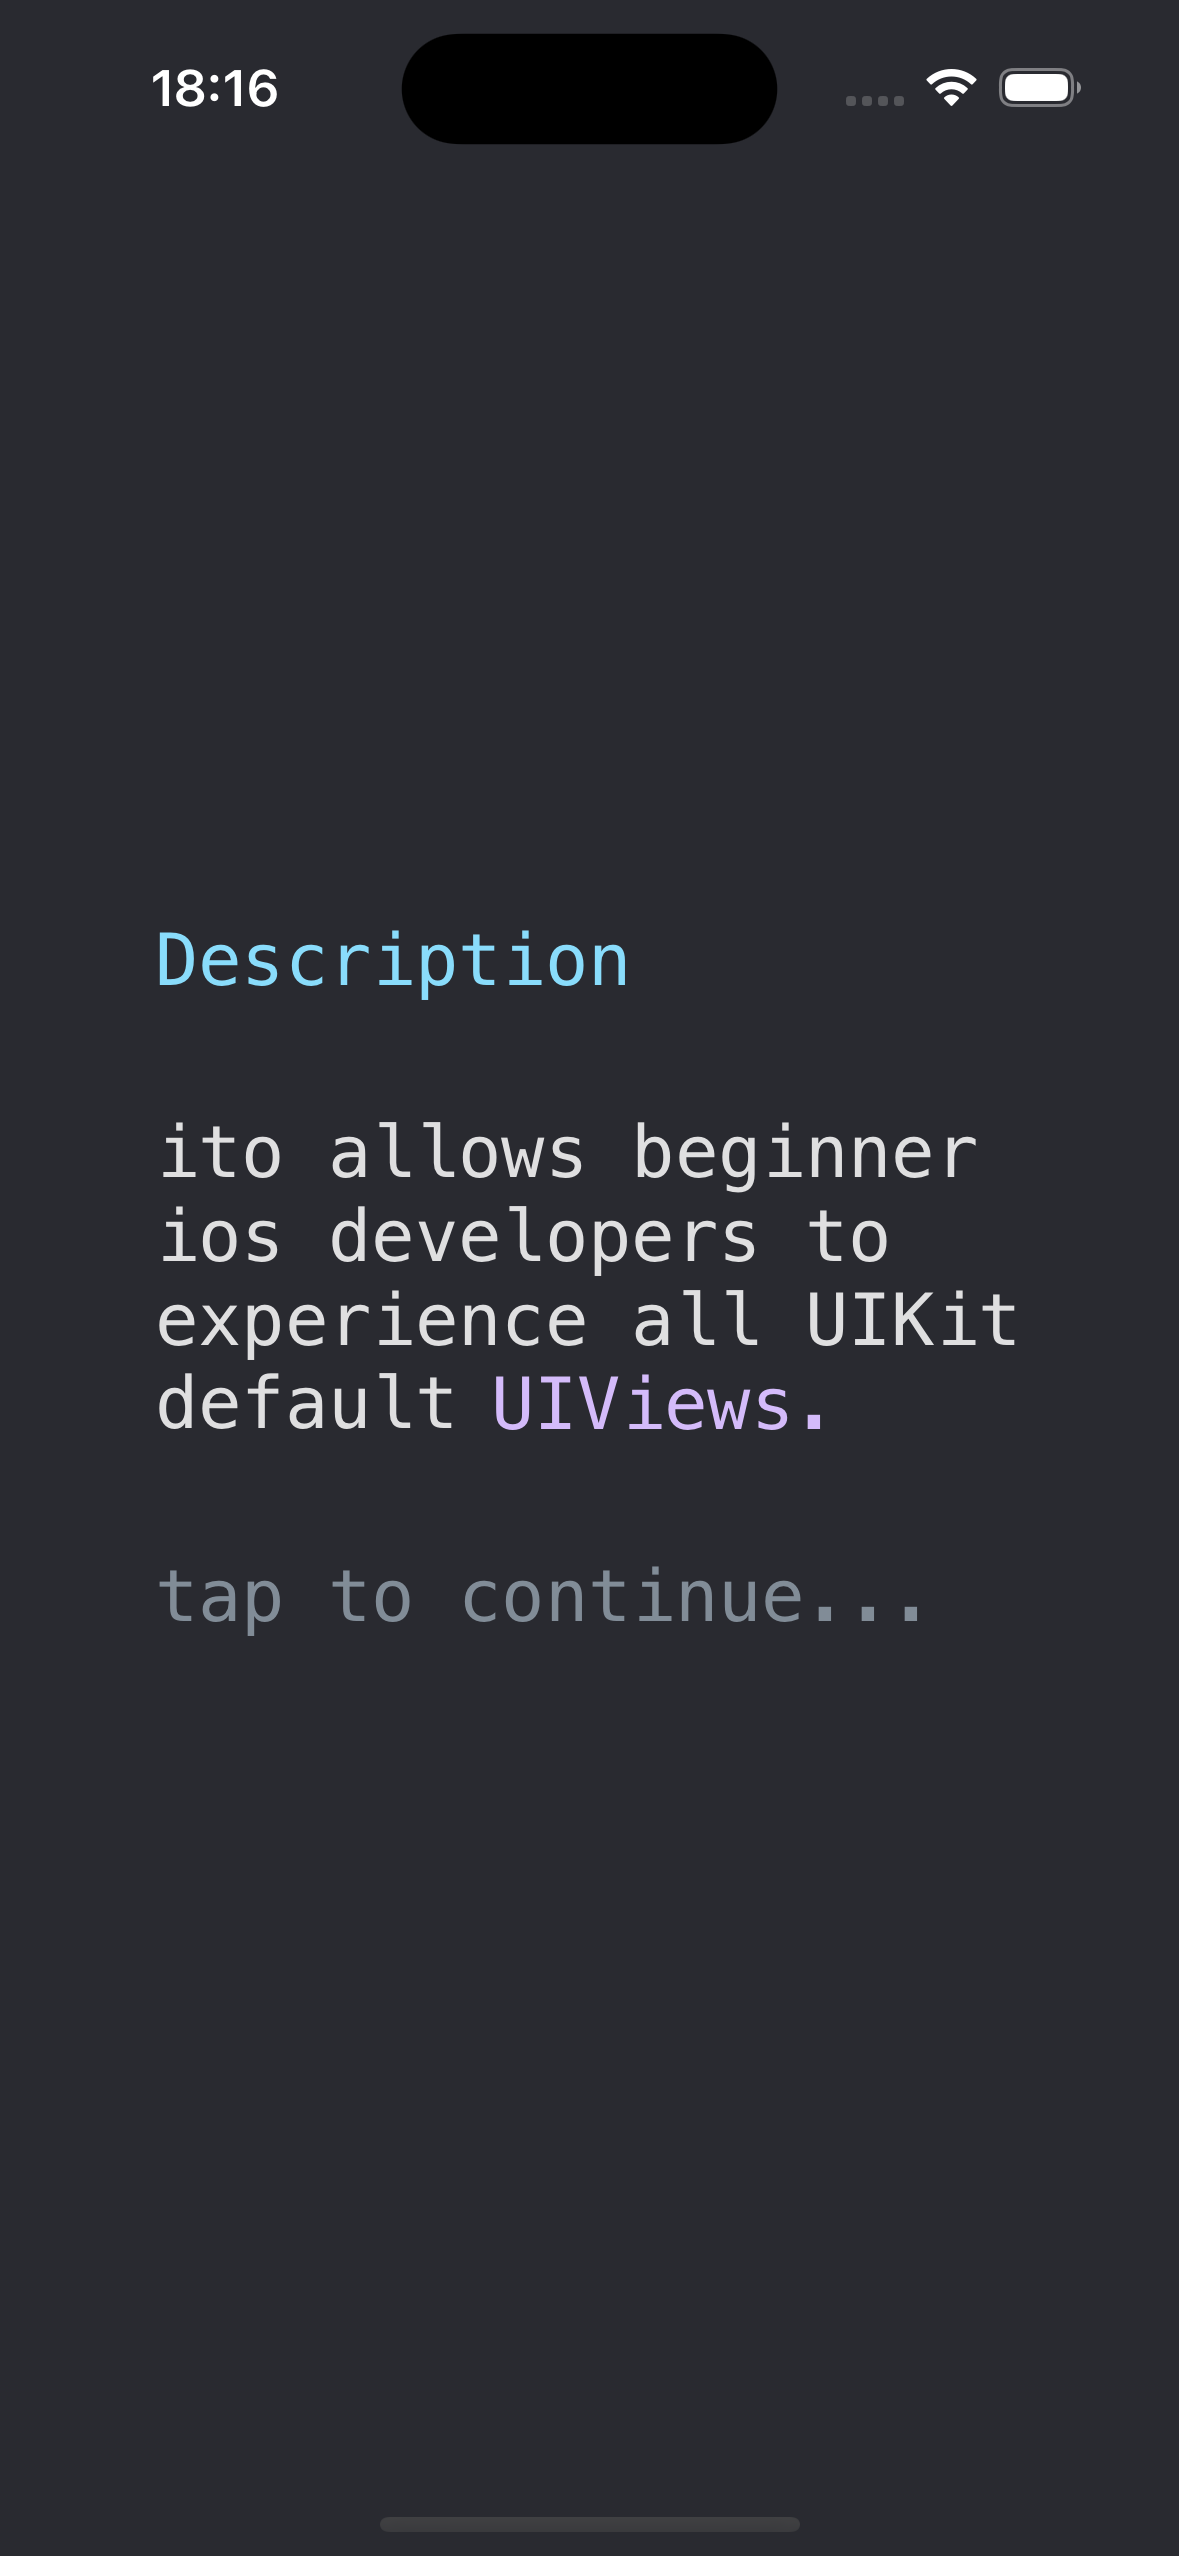 18:16
Description
ito allows beginner
ios developers to
experience all UIKit
default UIViews.
tap to continue...